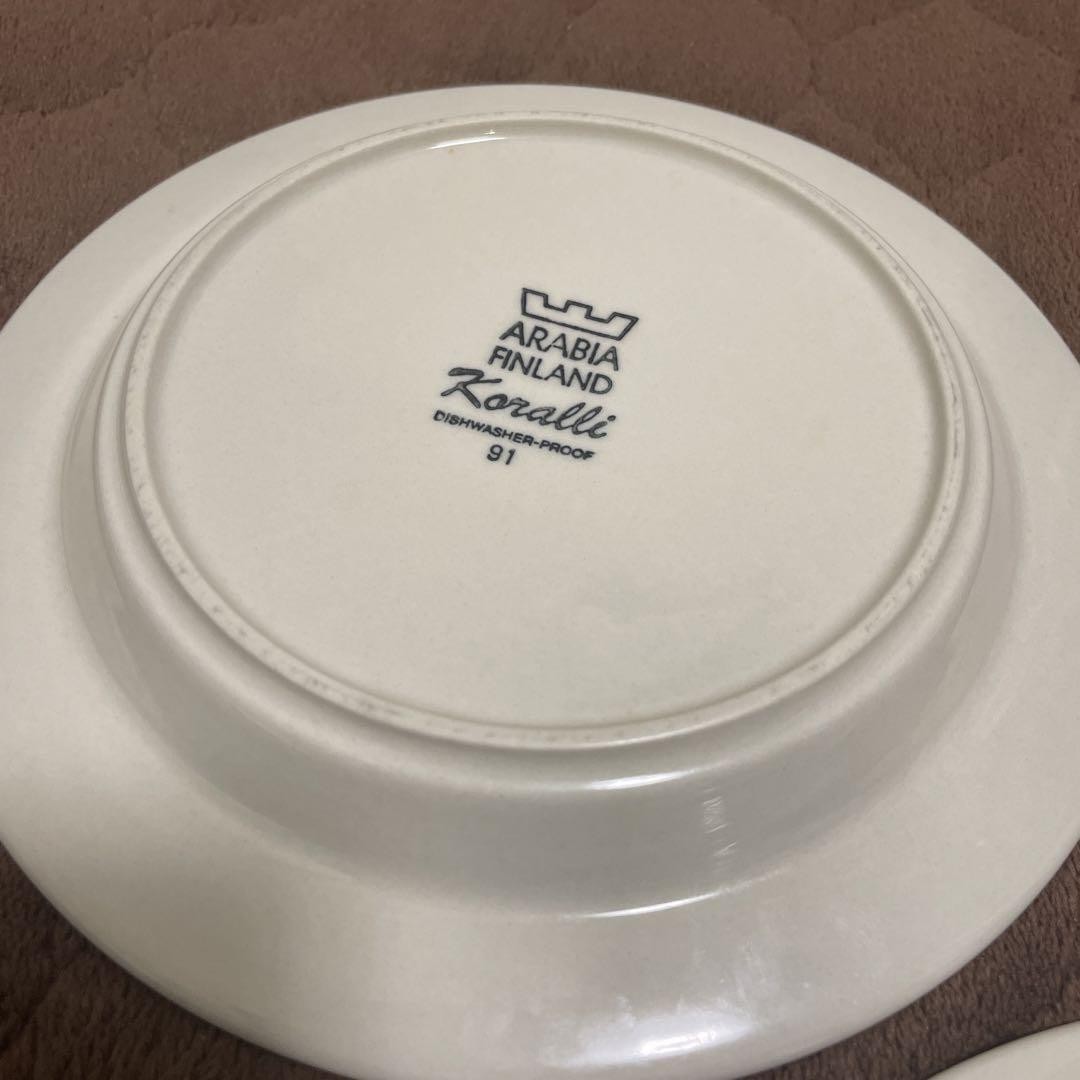 ARABIA
FINLAND
Koralli
DISHWASHER-PROOF
91